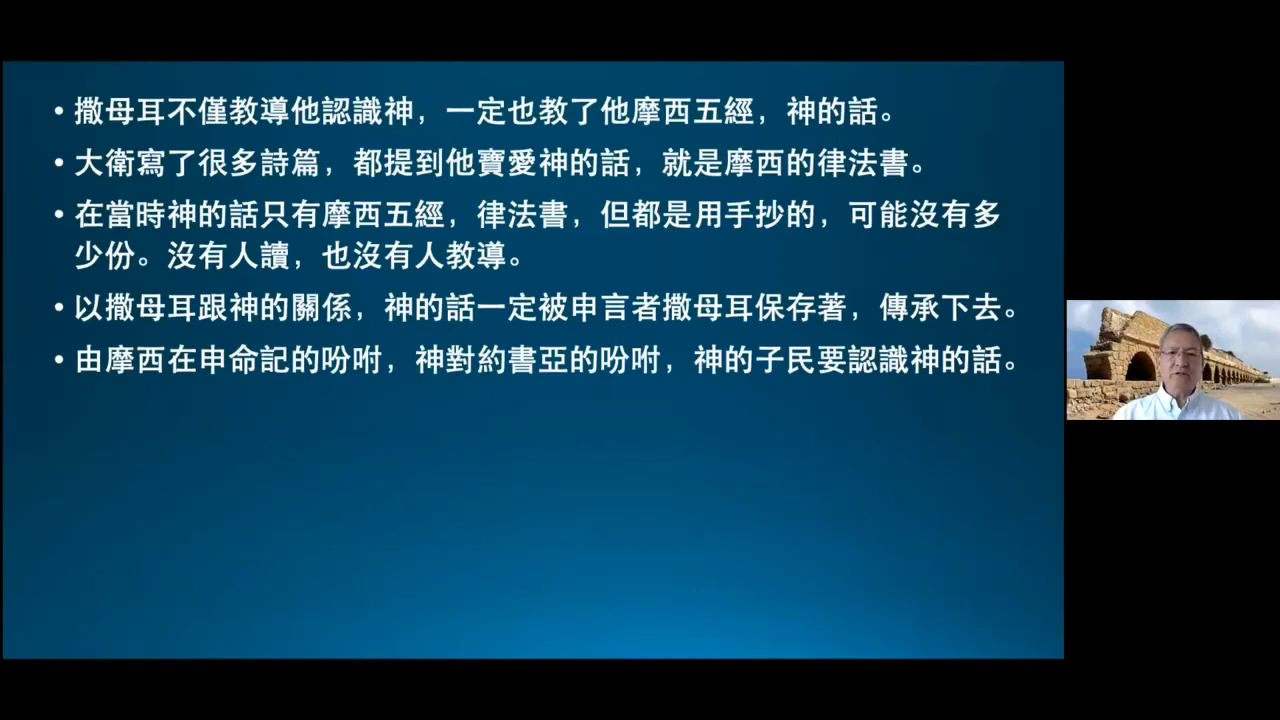 • 撒母耳不僅教導他認識神，一定也教了他摩西五經，神的話。
• 大衛寫了很多詩篇，都提到他寶愛神的話，就是摩西的律法書。
• 在當時神的話只有摩西五經，律法書，但都是用手抄的，可能沒有多
少份。沒有人讀，也沒有人教導。
• 以撒母耳跟神的關係，神的話一定被申言者撒母耳保存著，傳承下去。
• 由摩西在申命記的吩咐，神對約書亞的吩咐，神的子民要認識神的話。